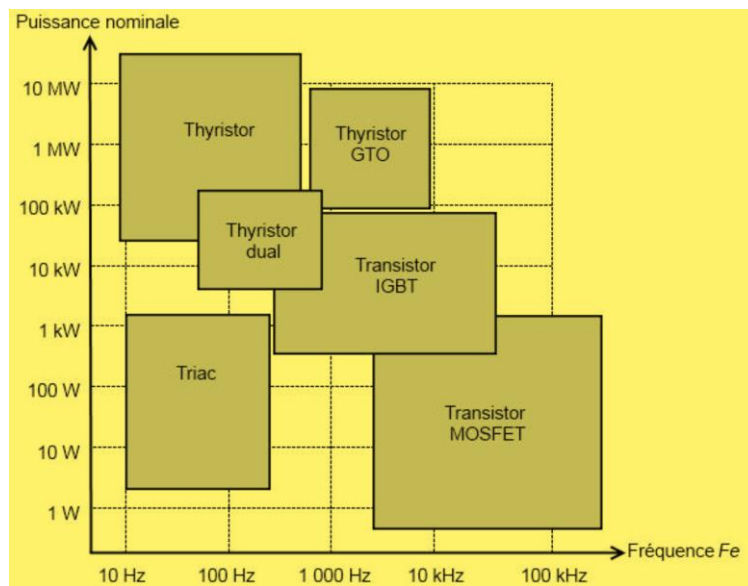 Puissance nominale
10 MW
1 MW
100 kW
10 kW
1 kW
100 W
10 W
1 W
Thyristor
Thyristor
GTO
Thyristor
dual
Transistor
IGBT
Triac
Transistor
MOSFET
Fréquence Fe
10 Hz
100 Hz
1 000 Hz
10 kHz
100 kHz